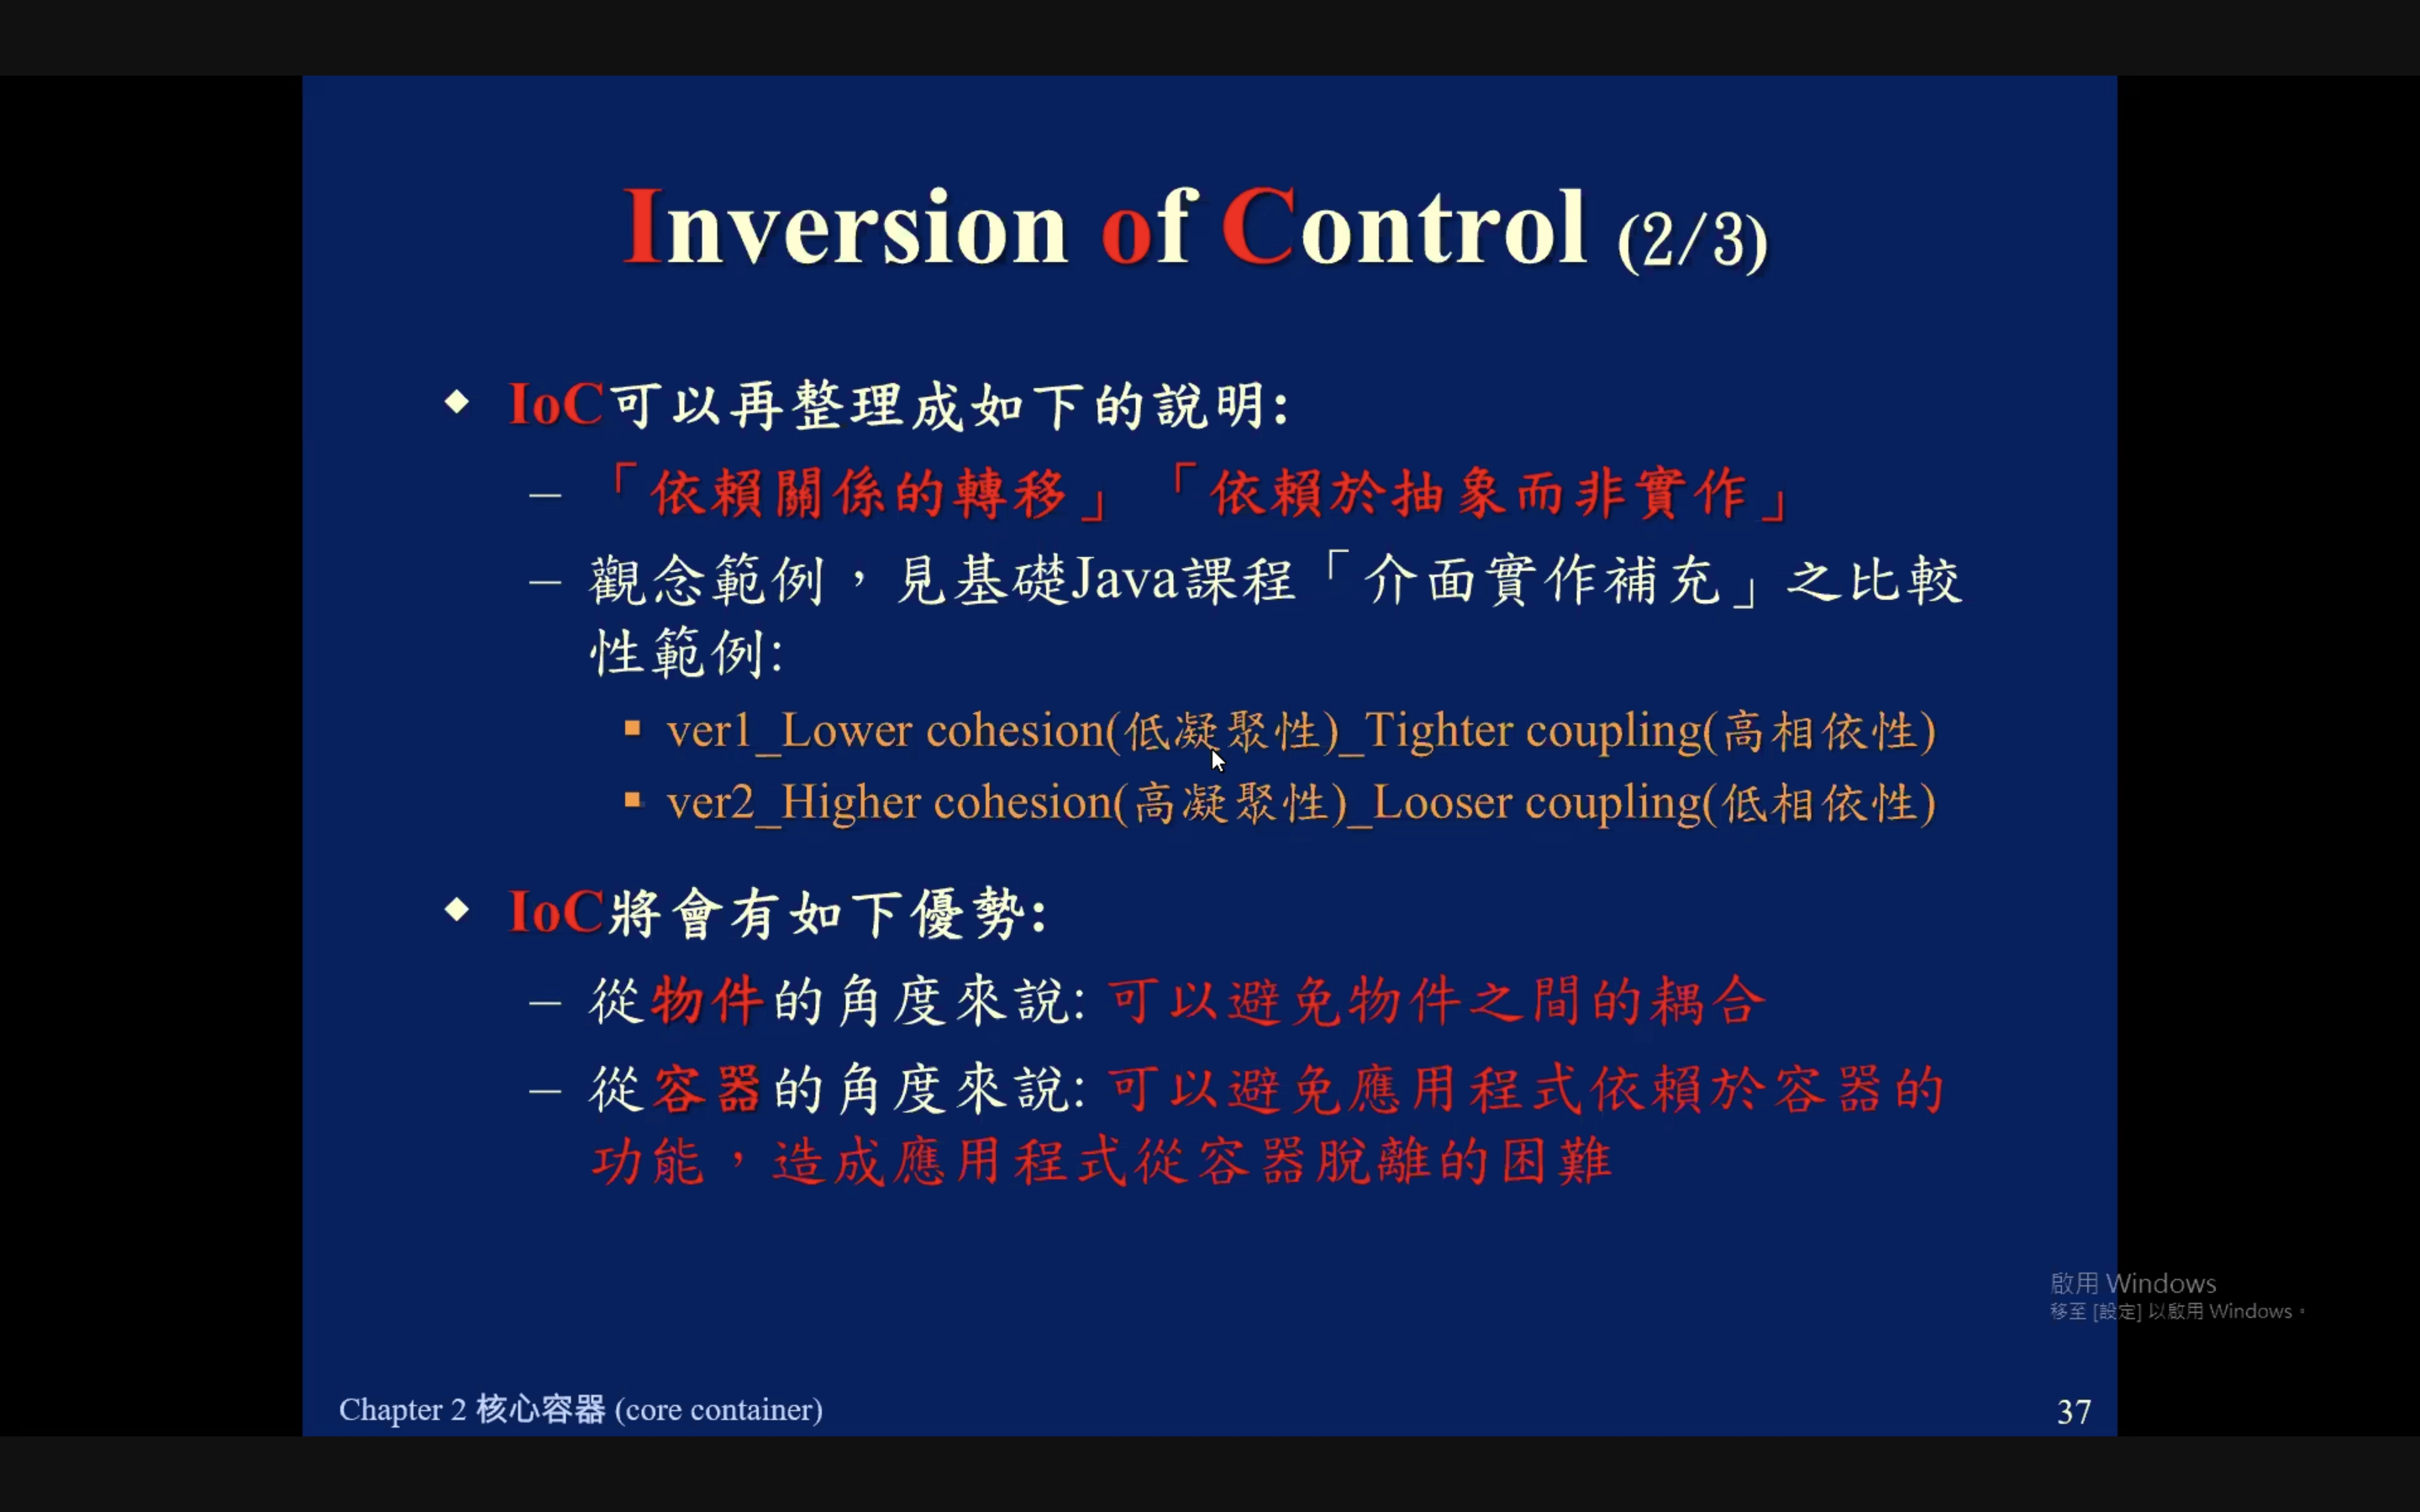 Inversion of Control (2/3)
◆ IoC可以再整理成如下的說明:
– 「依賴關係的轉移」 「依賴於抽象而非實作」
– 觀念範例，見基礎Java課程「介面實作補充」之比較
性範例:
▪ ver1_Lower cohesion(低凝聚性)_Tighter coupling(高相依性)
▪ ver2_Higher cohesion(高凝聚性)_Looser coupling(低相依性)
◆ IoC將會有如下優勢:
– 從物件的角度來說: 可以避免物件之間的耦合
– 從容器的角度來說: 可以避免應用程式依賴於容器的
功能，造成應用程式從容器脫離的困難
啟用 Windows
移至 [設定] 以啟用 Windows。
Chapter 2 核心容器 (core container)
37